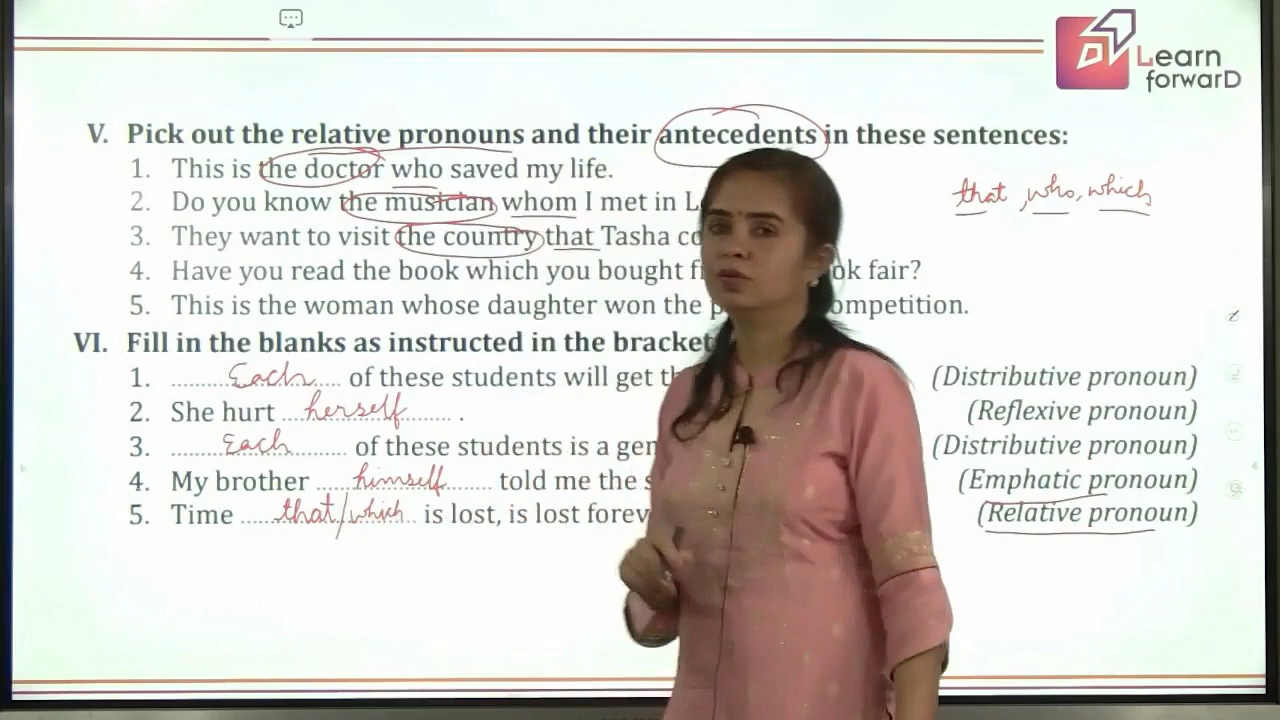 Learn
forwarD
V. Pick out the relative pronouns and their antecedents in these sentences:
1. This is the doctor who saved my life.
that, who, which
2. Do you know the musician whom I met in L
3. They want to visit the country that Tasha co
4. Have you read the book which you bought f ok fair?
5. This is the woman whose daughter won the p ompetition.
VI. Fill in the blanks as instructed in the bracket
1. Each of these students will get th (Distributive pronoun)
2. She hurt herself. (Reflexive pronoun)
3. Each of these students is a gen (Distributive pronoun)
4. My brother himself told me the s (Emphatic pronoun)
5. Time that/which is lost, is lost forev (Relative pronoun)